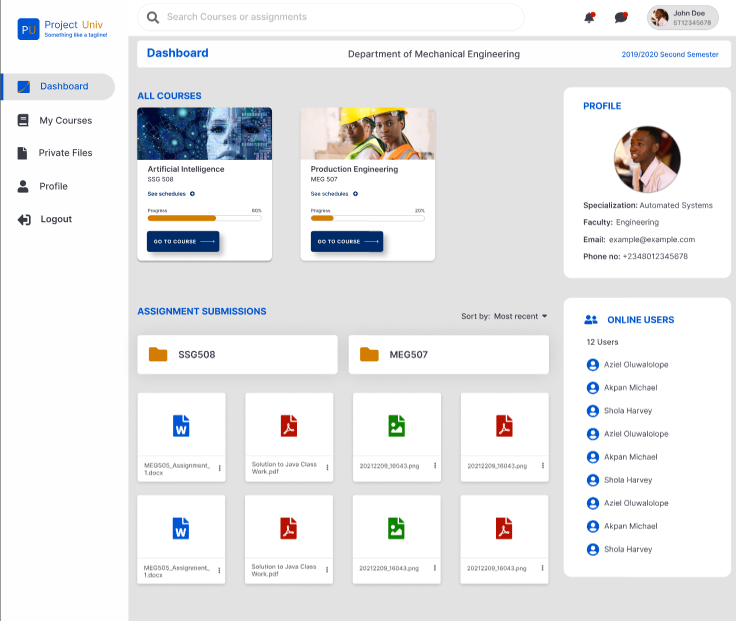 PU
Project Univ
Something like a tagline!
Search Courses or assignments
John Doe
ST12345678
Dashboard
My Courses
Private Files
Profile
Logout
Dashboard
Department of Mechanical Engineering
2019/2020 Second Semester
ALL COURSES
Artificial Intelligence
SSG 508
See schedules
Progress
60%
GO TO COURSE
Production Engineering
MEG 507
See schedules
Progress
20%
GO TO COURSE
PROFILE
Specialization: Automated Systems
Faculty: Engineering
Email: example@example.com
Phone no: +2348012345678
ASSIGNMENT SUBMISSIONS
Sort by: Most recent
SSG508
MEG507
MEG505_Assignment_
1.docx
Solution to Java Class
Work.pdf
20212209_16043.png
20212209_16043.png
MEG505_Assignment_
1.docx
Solution to Java Class
Work.pdf
20212209_16043.png
20212209_16043.png
ONLINE USERS
12 Users
Aziel Oluwalolope
Akpan Michael
Shola Harvey
Aziel Oluwalolope
Akpan Michael
Shola Harvey
Aziel Oluwalolope
Akpan Michael
Shola Harvey